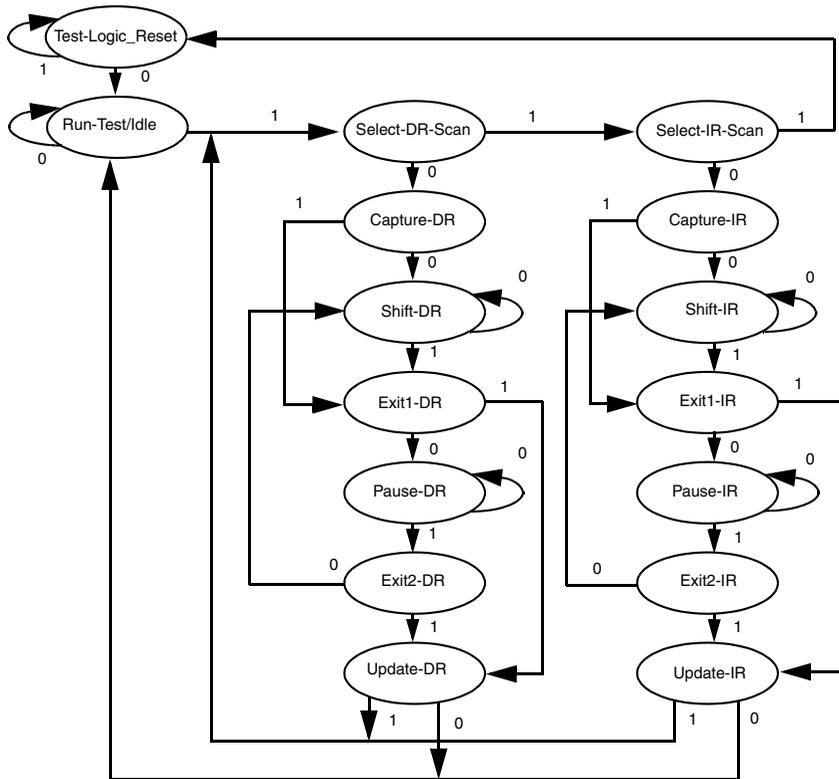 Test-Logic_Reset
1
0
Run-Test/Idle
0
1
Select-DR-Scan
1
Select-IR-Scan
1
0
0
1
Capture-DR
1
Capture-IR
0
0
0
0
Shift-DR
Shift-IR
1
1
Exit1-DR
1
Exit1-IR
1
0
0
0
0
Pause-DR
Pause-IR
1
1
0
Exit2-DR
0
Exit2-IR
1
1
Update-DR
Update-IR
1
0
1
0